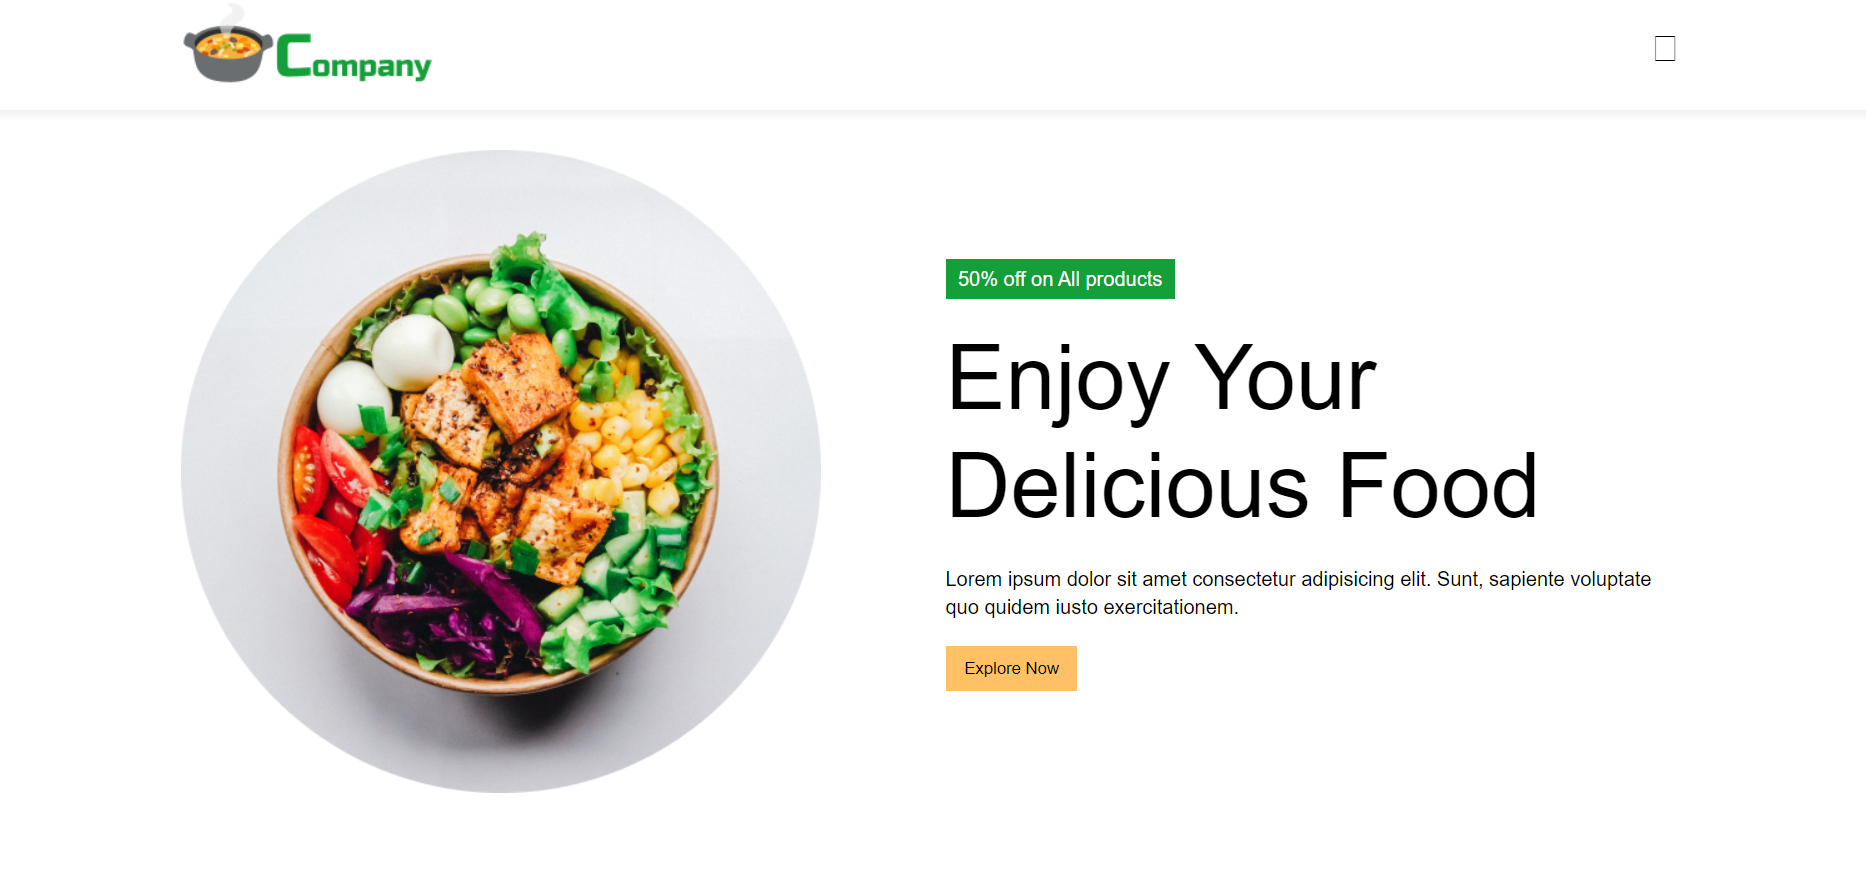 Company
50% off on All products
Enjoy Your
Delicious Food
Lorem ipsum dolor sit amet consectetur adipisicing elit. Sunt, sapiente voluptate
quo quidem iusto exercitationem.
Explore Now